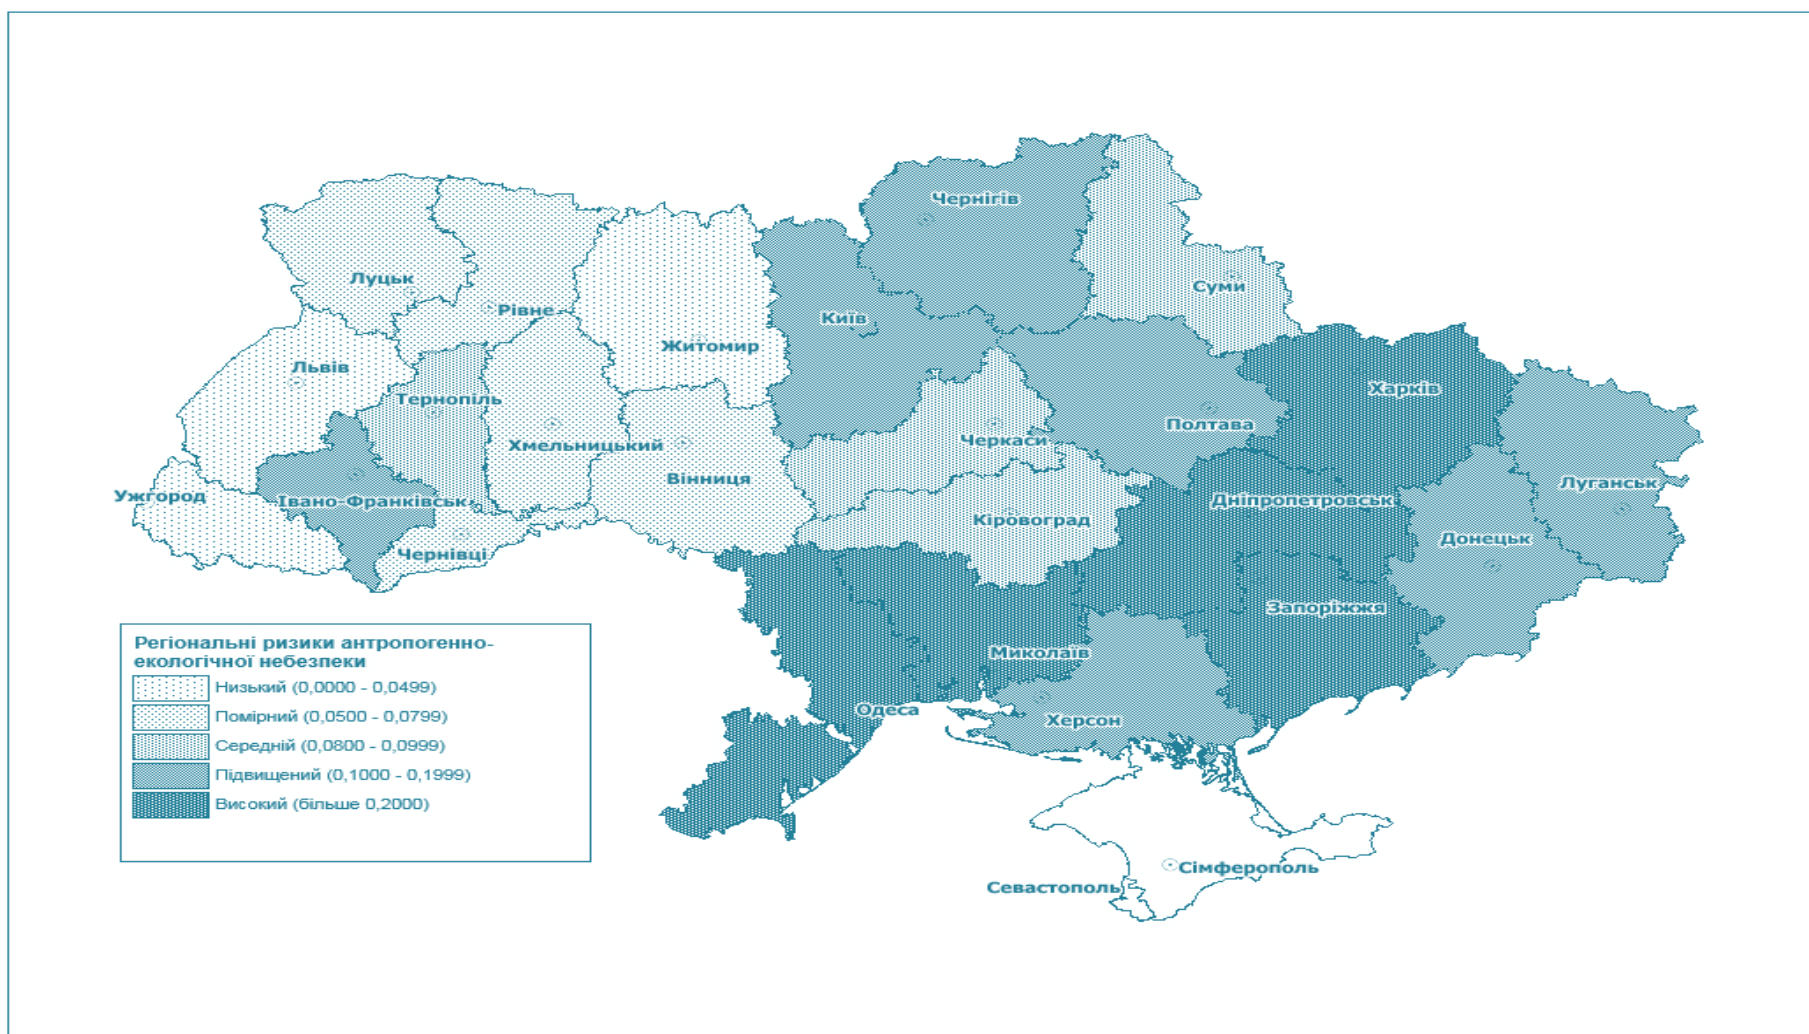 Чернігів
Луцьк
Суми
Рівне
Київ
Житомир
Львів
Харків
Тернопіль
Полтава
Черкаси
Хмельницький
Вінниця
Луганськ
Ужгород
Івано-Франківськ
Дніпропетровськ
Кіровоград
Донецьк
Чернівці
Запоріжжя
Миколаїв
Одеса
Херсон
Сімферополь
Севастополь
Регіональні ризики антропогенно-
екологічної небезпеки
Низький (0,0000 - 0,0499)
Помірний (0,0500 - 0,0799)
Середній (0,0800 - 0,0999)
Підвищений (0,1000 - 0,1999)
Високий (більше 0,2000)